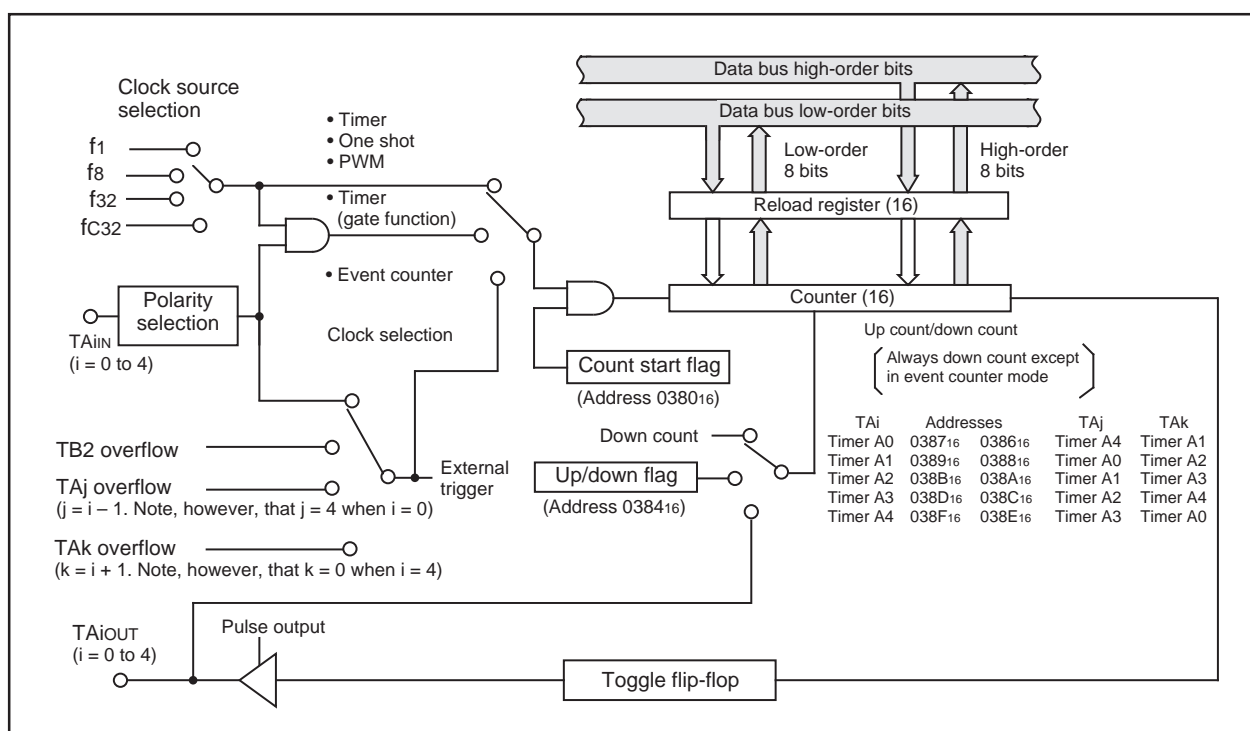 Clock source
selection
f1
f8
f32
fC32
• Timer
• One shot
• PWM
• Timer
(gate function)
• Event counter
Data bus high-order bits
Data bus low-order bits
Low-order
8 bits
High-order
8 bits
Reload register (16)
Counter (16)
Polarity
selection
TAiIN
(i = 0 to 4)
Clock selection
Count start flag
(Address 038016)
Up count/down count
Always down count except
in event counter mode
TB2 overflow
TAj overflow
(j = i – 1. Note, however, that j = 4 when i = 0)
TAk overflow
(k = i + 1. Note, however, that k = 0 when i = 4)
External
trigger
Down count
Up/down flag
(Address 038416)
TAi Addresses TAj TAk
Timer A0 038716 038616 Timer A4 Timer A1
Timer A1 038916 038816 Timer A0 Timer A2
Timer A2 038B16 038A16 Timer A1 Timer A3
Timer A3 038D16 038C16 Timer A2 Timer A4
Timer A4 038F16 038E16 Timer A3 Timer A0
TAiOUT
(i = 0 to 4)
Pulse output
Toggle flip-flop